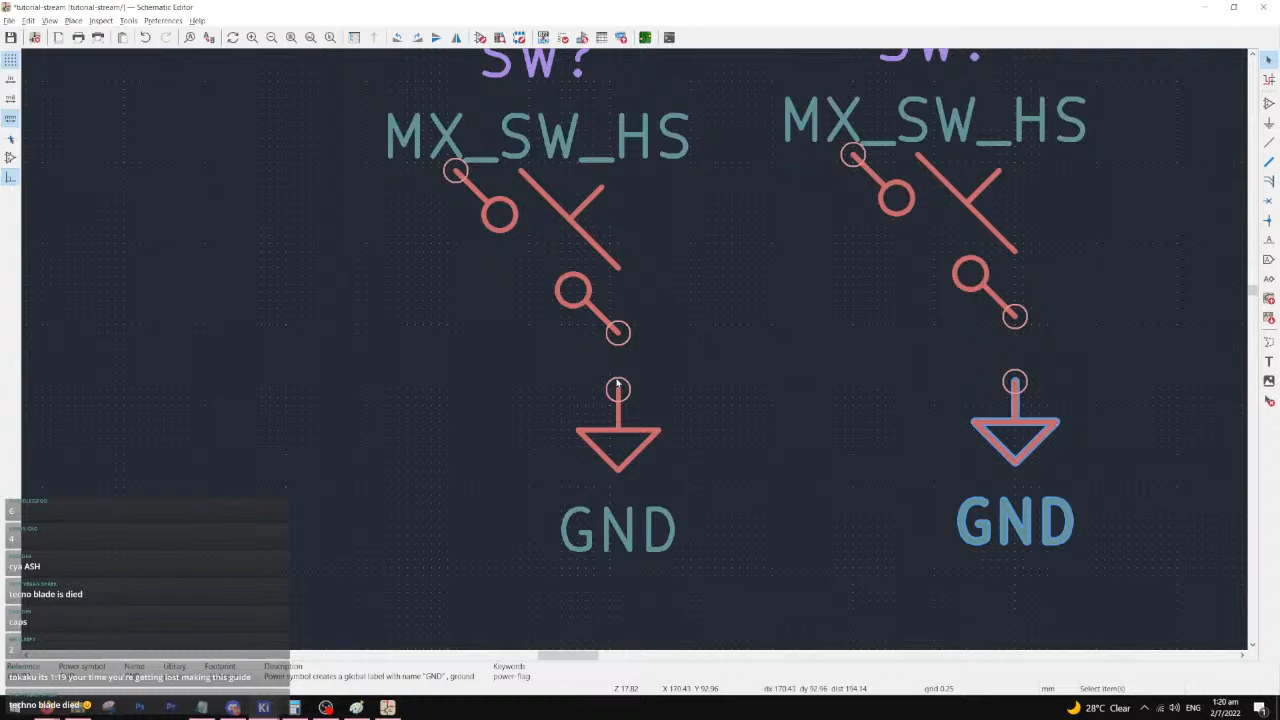 *tutorial-stream [tutorial-stream/] — Schematic Editor
File Edit View Place Inspect Tools Preferences Help
SW? SW?
MX_SW_HS MX_SW_HS
GND GND
6
4
cya ASH
tecno blade is died
caps
2
fokaku its 1:19 your time you're getting lost making this guide
techno blade died
Reference Power symbol Name Library Footprint Description Keywords
Power symbol creates a global label with name "GND" , ground power-flag
Z 17.82 X 170.43 Y 92.96 dx 170.43 dy 92.96 dist 194.14 grid 0.25 mm Select item(s)
28°C Clear 1:20 am
2/7/2022